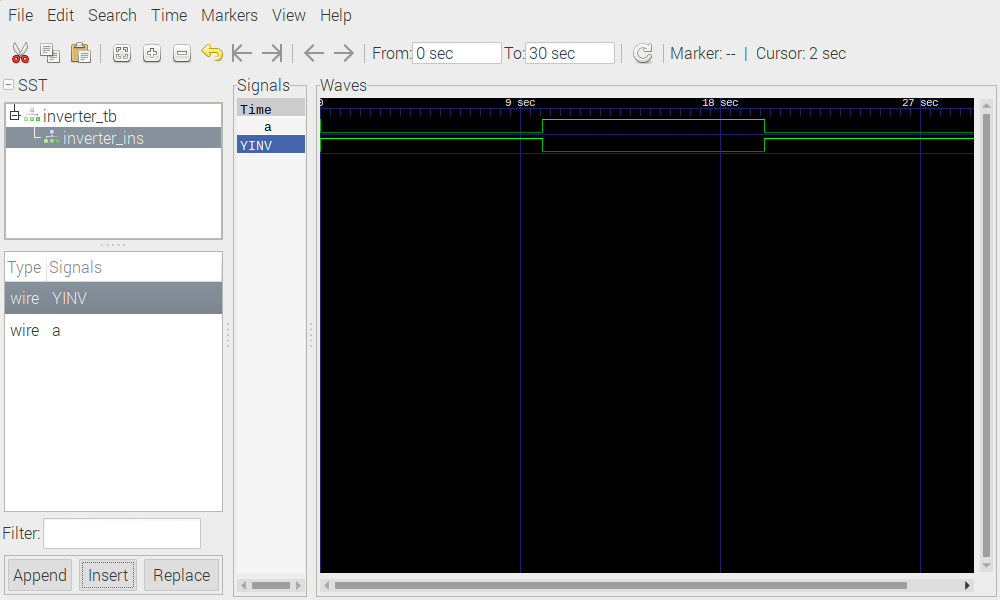 File Edit Search Time Markers View Help
From: 0 sec To: 30 sec Marker: -- | Cursor: 2 sec
SST
inverter_tb
inverter_ins
Type Signals
wire YINV
wire a
Filter:
Append Insert Replace
Signals
Time
a
YINV
Waves
0 9 sec 18 sec 27 sec